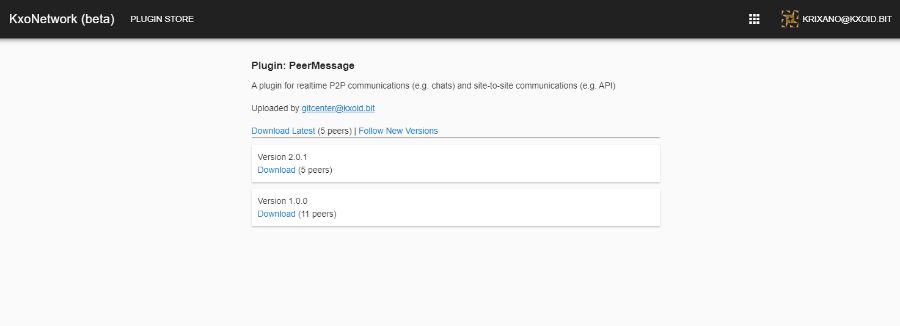 KxoNetwork (beta) PLUGIN STORE KRIXANO@KXOID.BIT
Plugin: PeerMessage
A plugin for realtime P2P communications (e.g. chats) and site-to-site communications (e.g. API)
Uploaded by gitcenter@kxoid.bit
Download Latest (5 peers) | Follow New Versions
Version 2.0.1
Download (5 peers)
Version 1.0.0
Download (11 peers)